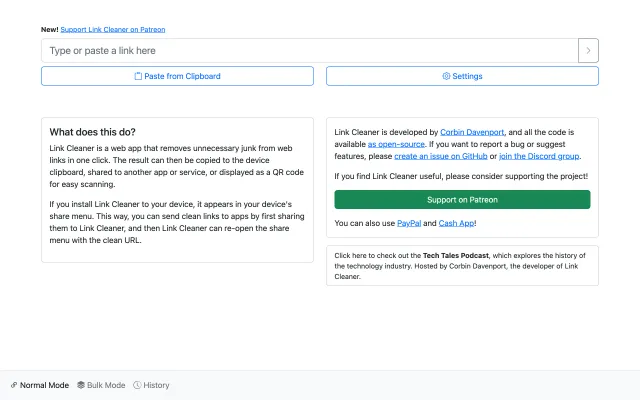 New! Support Link Cleaner on Patreon
Type or paste a link here
Paste from Clipboard
Settings
What does this do?
Link Cleaner is a web app that removes unnecessary junk from web
links in one click. The result can then be copied to the device
clipboard, shared to another app or service, or displayed as a QR code
for easy scanning.
If you install Link Cleaner to your device, it appears in your device's
share menu. This way, you can send clean links to apps by first sharing
them to Link Cleaner, and then Link Cleaner can re-open the share
menu with the clean URL.
Link Cleaner is developed by Corbin Davenport, and all the code is
available as open-source. If you want to report a bug or suggest
features, please create an issue on GitHub or join the Discord group.
If you find Link Cleaner useful, please consider supporting the project!
Support on Patreon
You can also use PayPal and Cash App!
Click here to check out the Tech Tales Podcast, which explores the history of
the technology industry. Hosted by Corbin Davenport, the developer of Link
Cleaner.
Normal Mode
Bulk Mode
History